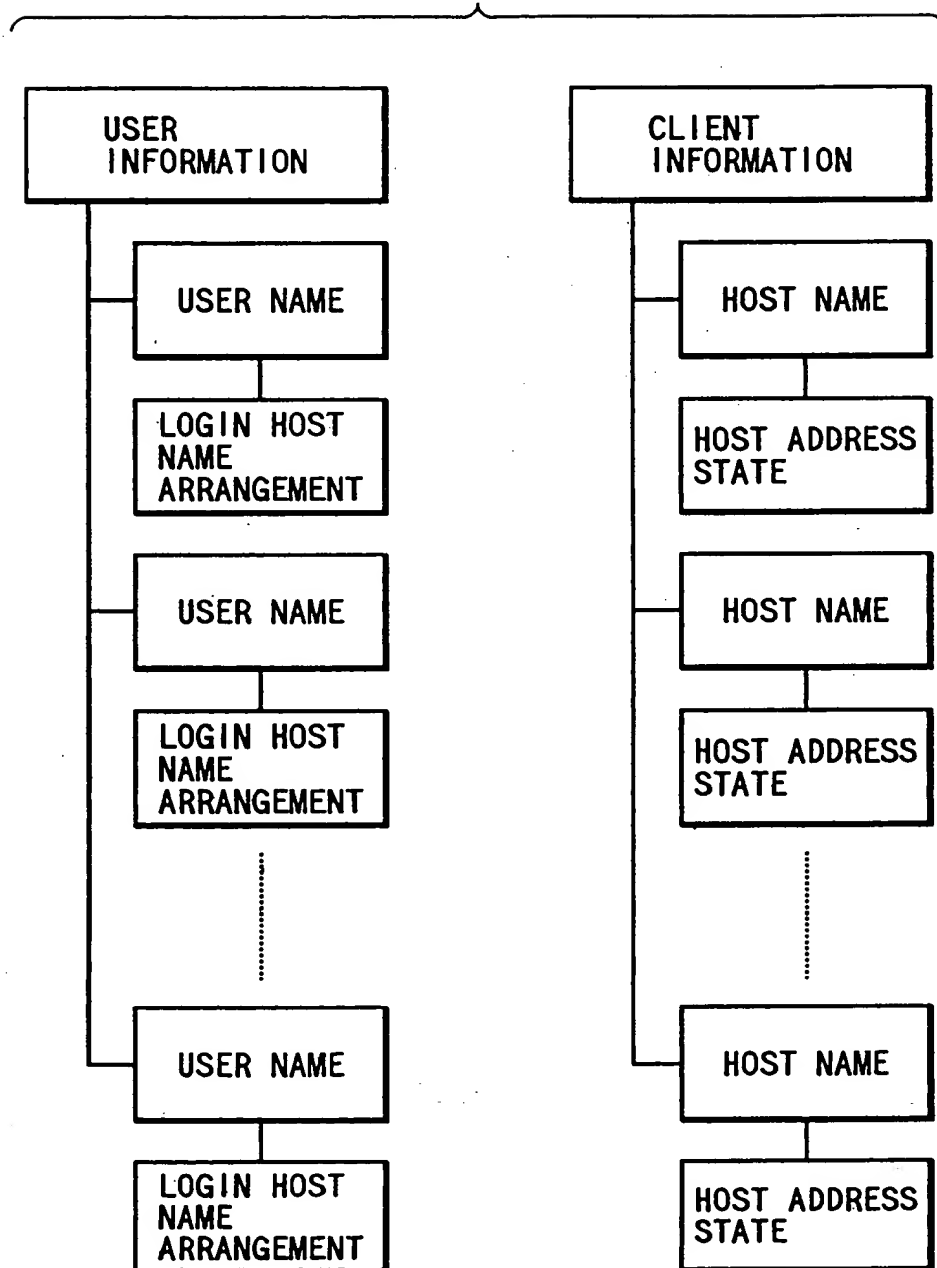 USER
INFORMATION
USER NAME
LOGIN HOST
NAME
ARRANGEMENT
USER NAME
LOGIN HOST
NAME
ARRANGEMENT
USER NAME
LOGIN HOST
NAME
ARRANGEMENT
CLIENT
INFORMATION
HOST NAME
HOST ADDRESS
STATE
HOST NAME
HOST ADDRESS
STATE
HOST NAME
HOST ADDRESS
STATE